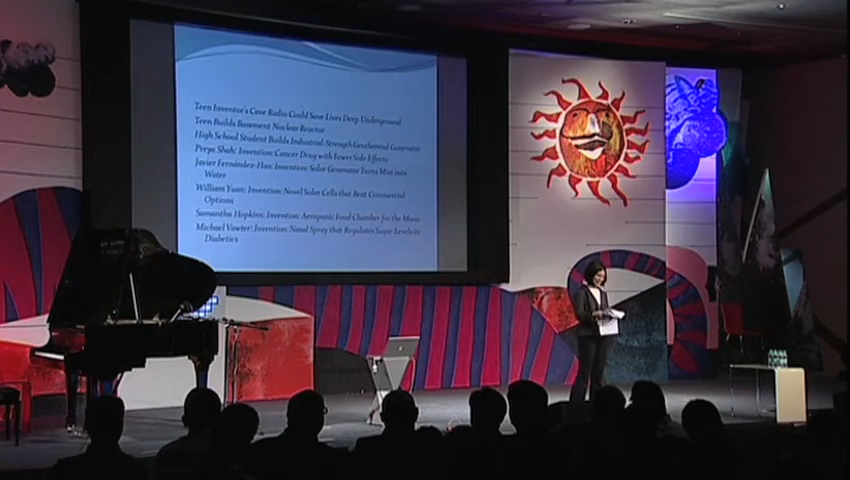 Teen Inventor's Cave Radio Could Save Lives Deep Underground
Teen Builds Basement Nuclear Reactor
High School Student Builds Industrial-Strength Geothermal Generator
Preya Shah: Invention: Cancer Drug with Fewer Side Effects
Javier Fernández-Han: Invention: Solar Generator Turns Mist into
Water
William Yuan: Invention: Novel Solar Cells that Beat Commercial
Options
Samantha Hopkins: Invention: Aeroponic Food Chamber for the Moon
Michael Vawter: Invention: Nasal Spray that Regulates Sugar Levels in
Diabetics